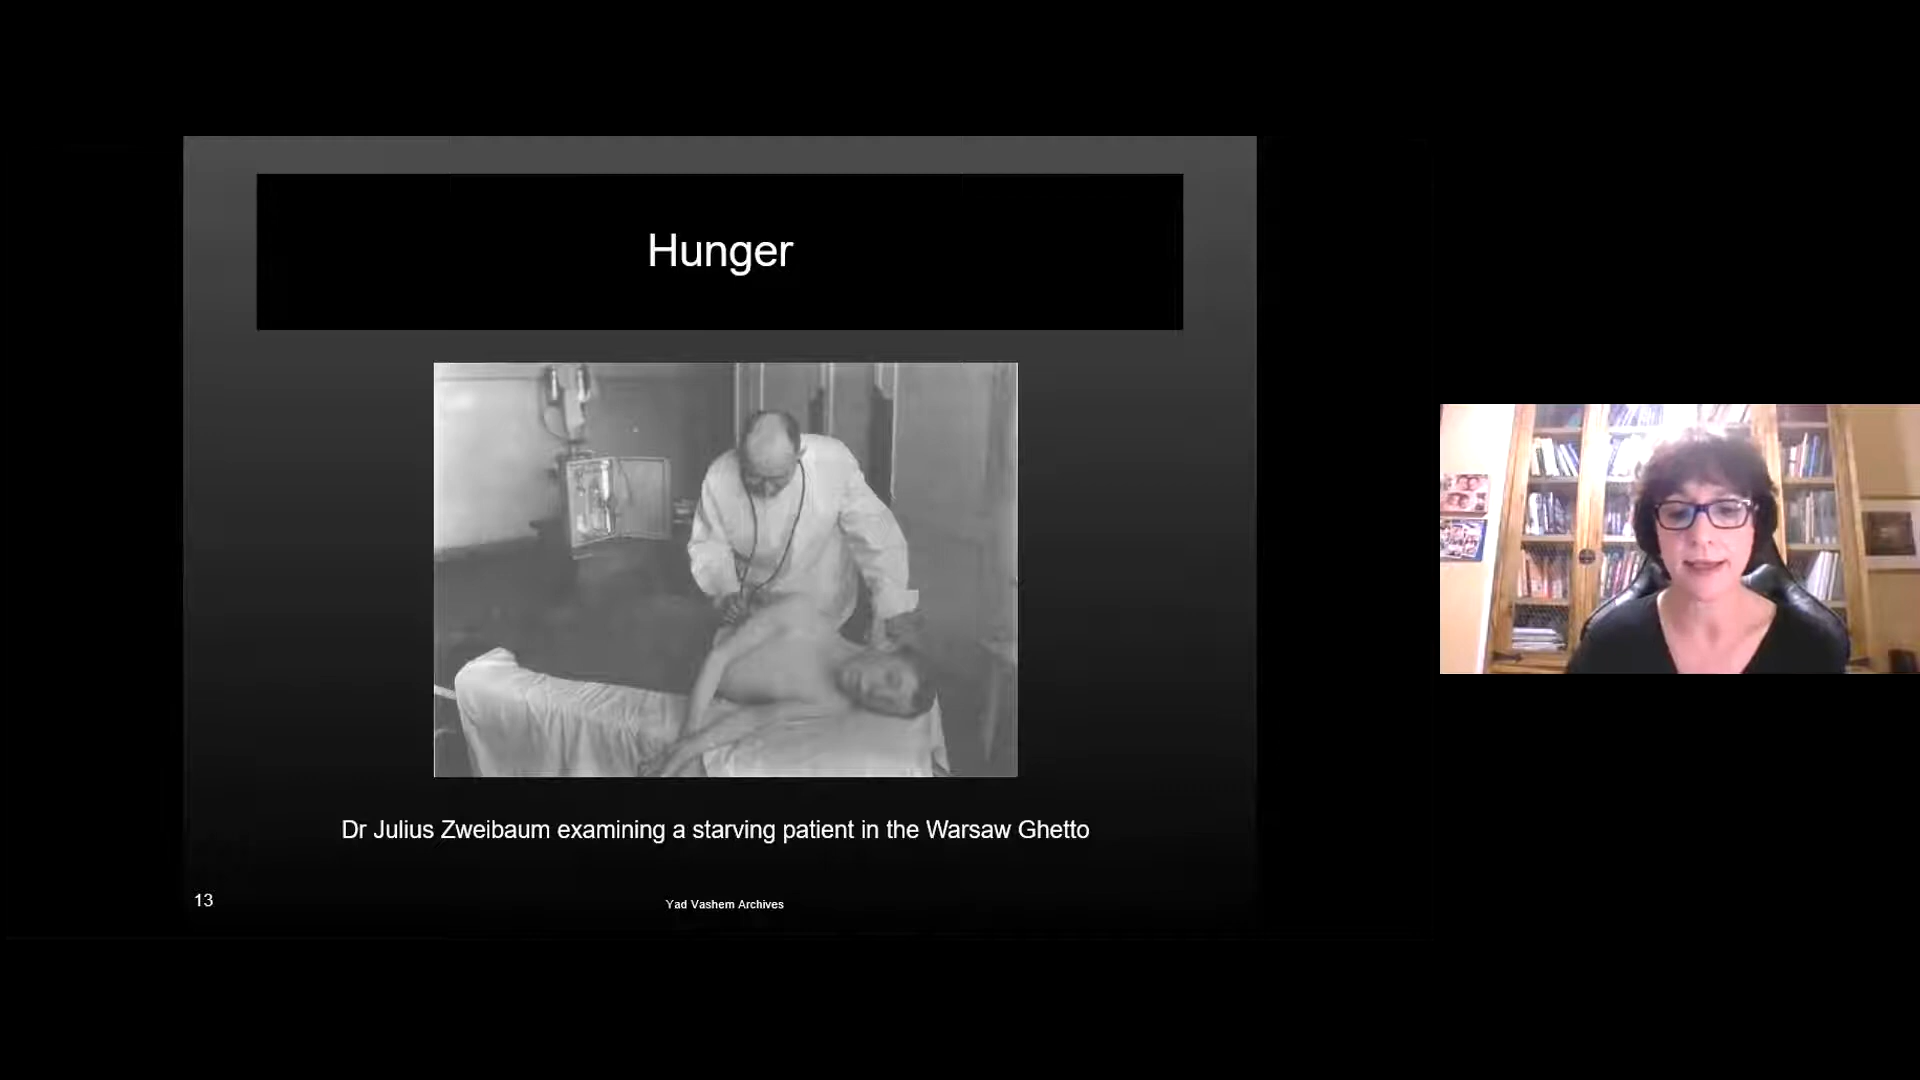 Hunger
Dr Julius Zweibaum examining a starving patient in the Warsaw Ghetto
13
Yad Vashem Archives